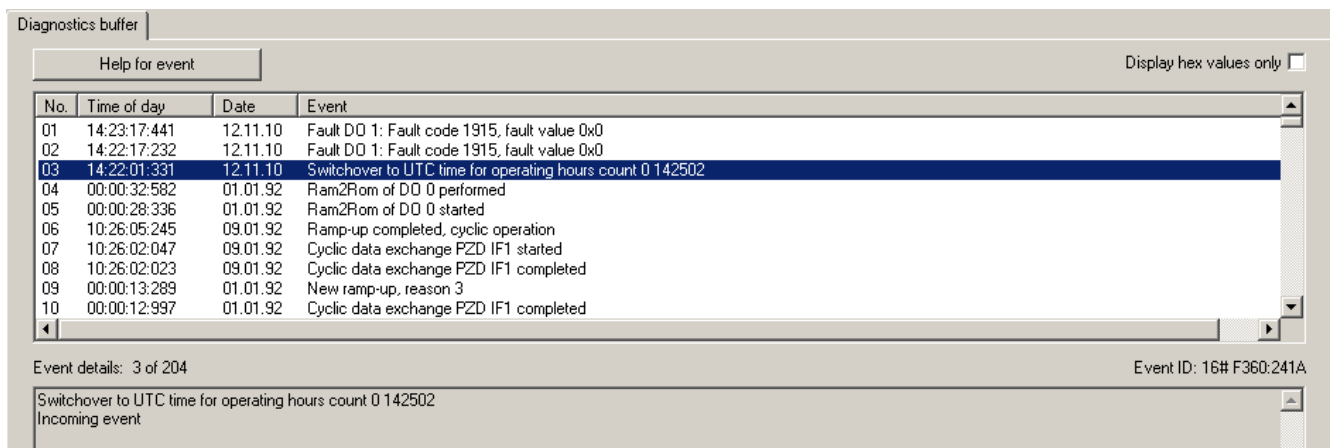 Diagnostics buffer
Help for event
Display hex values only
No. Time of day Date Event
01 14:23:17:441 12.11.10 Fault DO 1: Fault code 1915, fault value 0x0
02 14:22:17:232 12.11.10 Fault DO 1: Fault code 1915, fault value 0x0
03 14:22:01:331 12.11.10 Switchover to UTC time for operating hours count 0 142502
04 00:00:32:582 01.01.92 Ram2Rom of DO 0 performed
05 00:00:28:336 01.01.92 Ram2Rom of DO 0 started
06 10:26:05:245 09.01.92 Ramp-up completed, cyclic operation
07 10:26:02:047 09.01.92 Cyclic data exchange PZD IF1 started
08 10:26:02:023 09.01.92 Cyclic data exchange PZD IF1 completed
09 00:00:13:289 01.01.92 New ramp-up, reason 3
10 00:00:12:997 01.01.92 Cyclic data exchange PZD IF1 completed
Event details: 3 of 204 Event ID: 16# F360:241A
Switchover to UTC time for operating hours count 0 142502
Incoming event